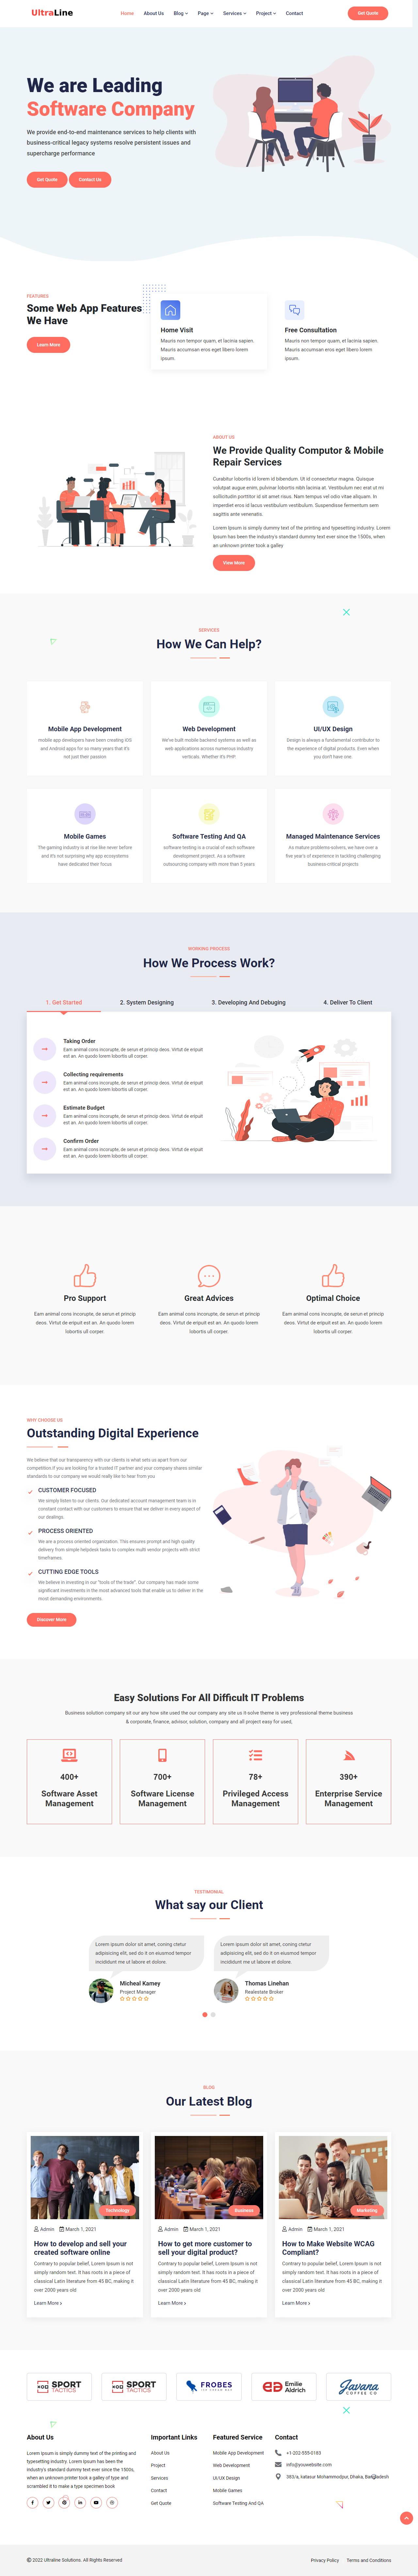 UltraLine
Home
About Us
Blog
Page
Services
Project
Contact
Get Quote
We are Leading
Software Company
We provide end-to-end maintenance services to help clients with
business-critical legacy systems resolve persistent issues and
supercharge performance
Get Quote
Contact Us
FEATURES
Some Web App Features
We Have
Learn More
Home Visit
Mauris non tempor quam, et lacinia sapien.
Mauris accumsan eros eget libero lorem
ipsum.
Free Consultation
Mauris non tempor quam, et lacinia sapien.
Mauris accumsan eros eget libero lorem
ipsum.
ABOUT US
We Provide Quality Computor & Mobile
Repair Services
Curabitur lobortis id lorem id bibendum. Ut id consectetur magna. Quisque
volutpat augue enim, pulvinar lobortis nibh lacinia at. Vestibulum nec erat ut mi
sollicitudin porttitor id sit amet risus. Nam tempus vel odio vitae aliquam. In
imperdiet eros id lacus vestibulum vestibulum. Suspendisse fermentum sem
sagittis ante venenatis.
Lorem Ipsum is simply dummy text of the printing and typesetting industry. Lorem
Ipsum has been the industry's standard dummy text ever since the 1500s, when
an unknown printer took a galley
View More
SERVICES
How We Can Help?
Mobile App Development
mobile app developers have been creating iOS
and Android apps for so many years that it's
not just their passion
Web Development
We've built mobile backend systems as well as
web applications across numerous industry
verticals. Whether it's PHP
UI/UX Design
Design is always a fundamental contributor to
the experience of digital products. Even when
you don't have one.
Mobile Games
The gaming industry is at rise like never before
and it's not surprising why app ecosystems
have dedicated their focus
Software Testing And QA
software testing is a crucial of each software
development project. As a software
outsourcing company with more than 5 years
Managed Maintenance Services
As mature problems-solvers, we have over a
five year's of experience in tackling challenging
business-critical projects.
WORKING PROCESS
How We Process Work?
1. Get Started
2. System Designing
3. Developing And Debuging
4. Deliver To Client
Taking Order
Eam animal cons.incorupte, de serun et princip deos. Virtut de eripuit
est an. An quodo lorem lobortis ull corper.
Collecting requirements
Eam animal cons.incorupte, de serun et princip deos. Virtut de eripuit
est an. An quodo lorem lobortis ull corper.
Estimate Budget
Eam animal cons.incorupte, de serun et princip deos. Virtut de eripuit
est an. An quodo lorem lobortis ull corper.
Confirm Order
Eam animal cons.incorupte, de serun et princip deos. Virtut de eripuit
est an. An quodo lorem lobortis ull corper.
Pro Support
Eam animal cons.incorupte, de serun et princip
deos. Virtut de eripuit est an. An quodo lorem
lobortis ull corper.
Great Advices
Eam animal cons.incorupte, de serun et princip
deos. Virtut de eripuit est an. An quodo lorem
lobortis ull corper.
Optimal Choice
Eam animal cons.incorupte, de serun et princip
deos. Virtut de eripuit est an. An quodo lorem
lobortis ull corper.
WHY CHOOSE US
Outstanding Digital Experience
We believe that our transparency with our clients is what sets us apart from our
competition.if you are looking for a trusted IT partner and your company shares similar
standards to our company we would really like to hear from you
CUSTOMER FOCUSED
We simply listen to our clients. Our dedicated account management team is in
constant contact with our customers to ensure that we deliver in every aspect of
our dealings.
PROCESS ORIENTED
We are a process oriented organization. This ensures prompt and high quality
delivery from simple helpdesk tasks to complex multi vendor projects with strict
timeframes.
CUTTING EDGE TOOLS
We believe in investing in our "tools of the trade". Our company has made some
significant investments in the most advanced tools that enable us to deliver in the
most demanding environments.
Discover More
Easy Solutions For All Difficult IT Problems
Business solution company sit our any how site used the our company any site us it-solve theme is very professional theme business
& corporate, finance, advisor, solution, company and all project easy for used,
400+
Software Asset
Management
700+
Software License
Management
78+
Privileged Access
Management
390+
Enterprise Service
Management
TESTIMONIAL
What say our Client
Lorem ipsum dolor sit amet, coning ctetur
adipisicing elit, sed do it on eiusmod tempor
incididunt me ut labore et dolore.
Micheal Kamey
Project Manager
Lorem ipsum dolor sit amet, coning ctetur
adipisicing elit, sed do it on eiusmod tempor
incididunt me ut labore et dolore.
Thomas Linehan
Realestate Broker
BLOG
Our Latest Blog
Technology
Admin
March 1, 2021
How to develop and sell your
created software online
Contrary to popular belief, Lorem Ipsum is not
simply random text. It has roots in a piece of
classical Latin literature from 45 BC, making it
over 2000 years old
Learn More
Business
Admin
March 1, 2021
How to get more customer to
sell your digital product?
Contrary to popular belief, Lorem Ipsum is not
simply random text. It has roots in a piece of
classical Latin literature from 45 BC, making it
over 2000 years old
Learn More
Marketing
Admin
March 1, 2021
How to Make Website WCAG
Compliant?
Contrary to popular belief, Lorem Ipsum is not
simply random text. It has roots in a piece of
classical Latin literature from 45 BC, making it
over 2000 years old
Learn More
SPORT
TACTICS
SPORT
TACTICS
FROBES
Emilie
Aldrich
Javana
COFFEE CO
About Us
Lorem Ipsum is simply dummy text of the printing and
typesetting industry. Lorem Ipsum has been the
industry's standard dummy text ever since the 1500s,
when an unknown printer took a galley of type and
scrambled it to make a type specimen book
Important Links
About Us
Project
Services
Contact
Get Quote
Featured Service
Mobile App Development
Web Development
UI/UX Design
Mobile Games
Software Testing And QA
Contact
+1-202-555-0183
info@youwebsite.com
383/a, katasur Mohammodpur, Dhaka, Bangladesh
© 2022 Ultraline Solutions. All Rights Reserved
Privacy Policy
Terms and Conditions